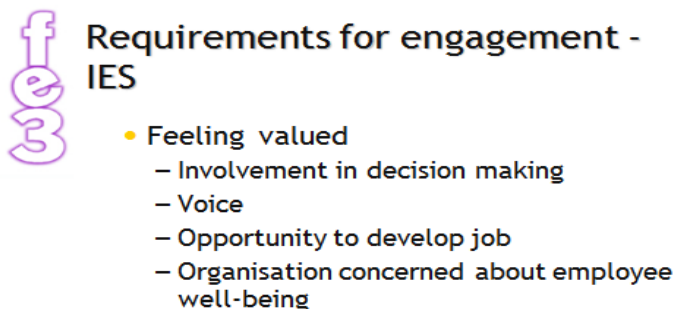 fe3
Requirements for engagement -
IES
• Feeling valued
– Involvement in decision making
– Voice
– Opportunity to develop job
– Organisation concerned about employee
well-being